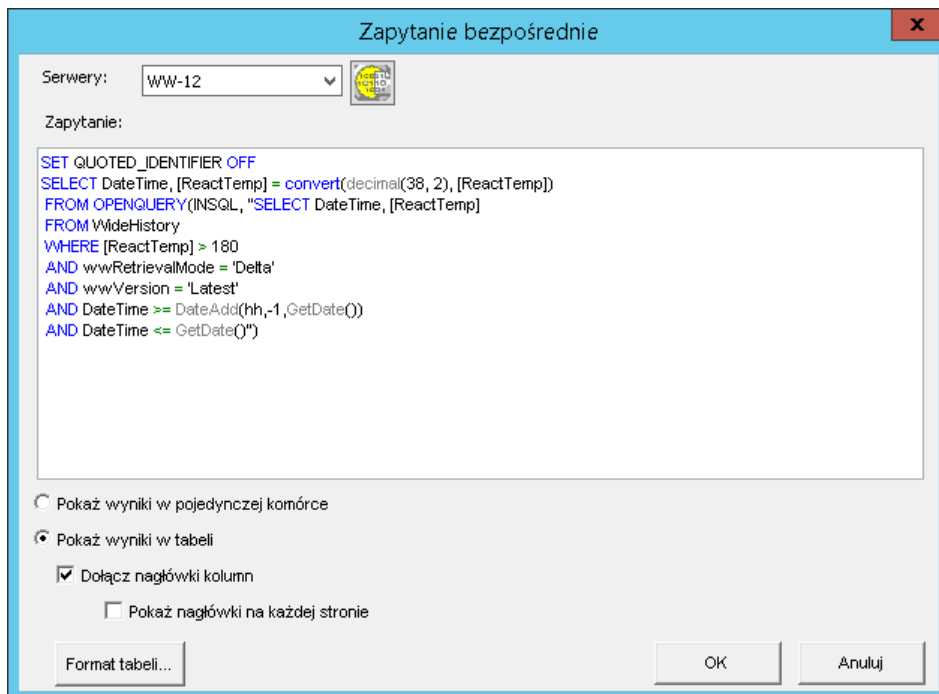 Zapytanie bezpośrednie
x
Serwery:
WW-12
Zapytanie:
SET QUOTED_IDENTIFIER OFF
SELECT DateTime, [ReactTemp] = convert(decimal(38, 2), [ReactTemp])
FROM OPENQUERY(INSQL, "SELECT DateTime, [ReactTemp]
FROM WideHistory
WHERE [ReactTemp] > 180
AND wwRetrievalMode = 'Delta'
AND wwVersion = 'Latest'
AND DateTime >= DateAdd(hh,-1,GetDate())
AND DateTime <= GetDate()")
Pokaż wyniki w pojedynczej komórce
Pokaż wyniki w tabeli
Dołącz nagłówki kolumn
Pokaż nagłówki na każdej stronie
Format tabeli...
OK
Anuluj